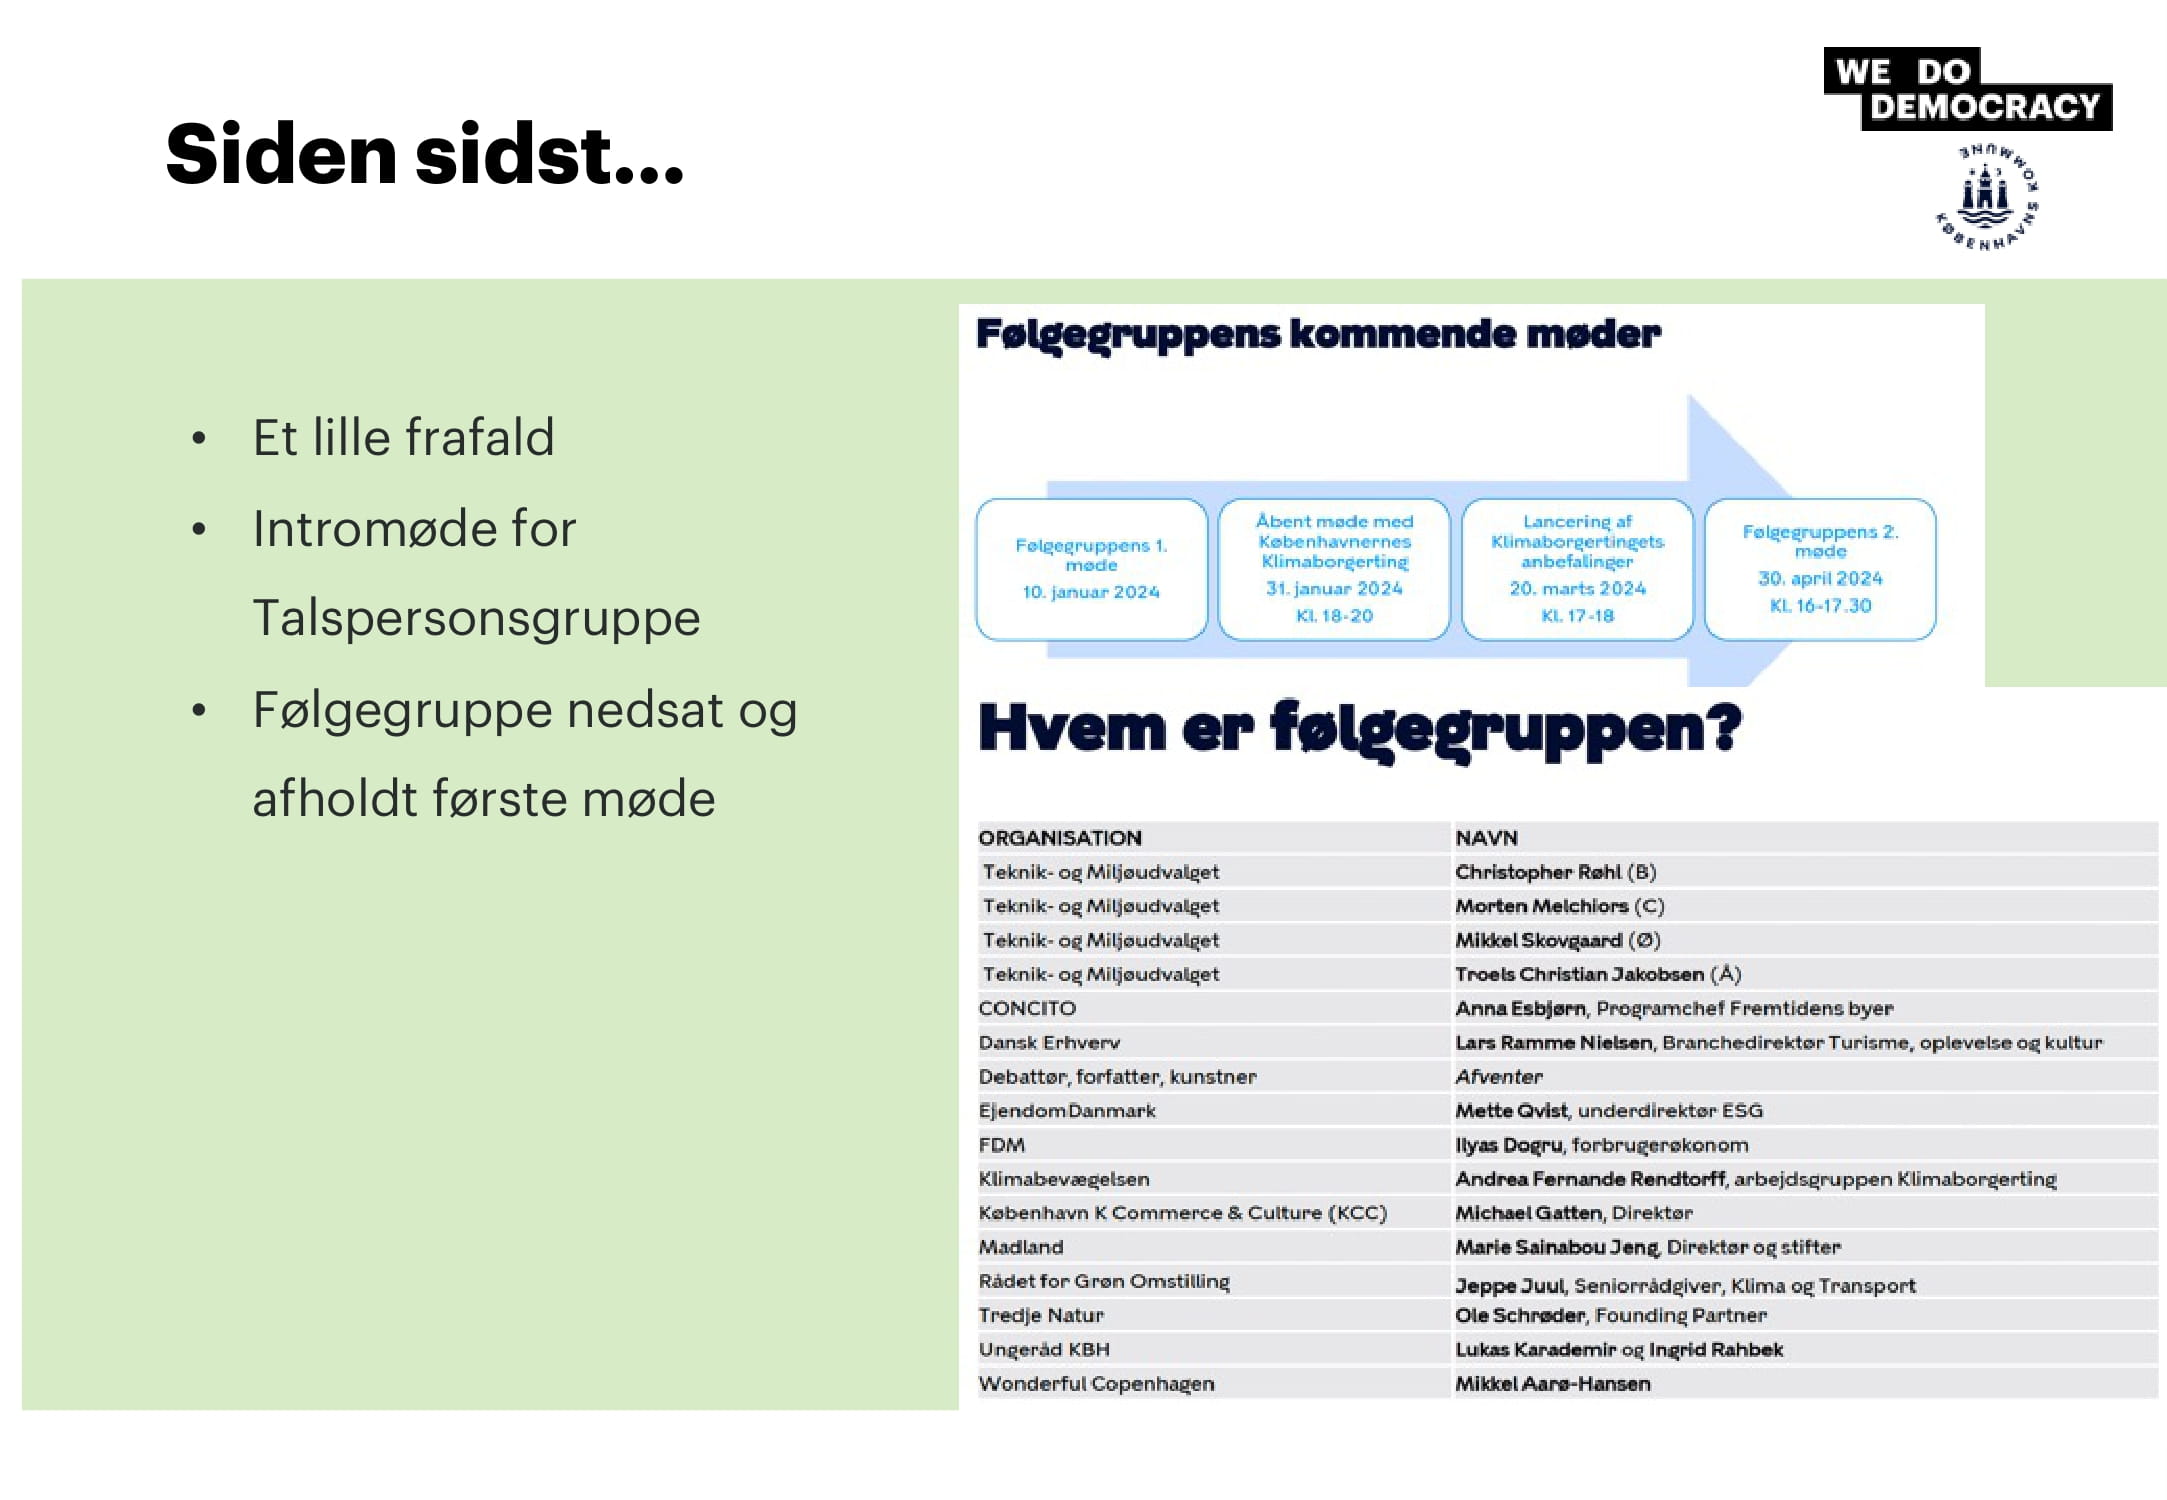 WE DO
DEMOCRACY
KØBENHAVNS KOMMUNE
Siden sidst...
• Et lille frafald
• Intromøde for
Talspersonsgruppe
• Følgegruppe nedsat og
afholdt første møde
Følgegruppens kommende møder
Følgegruppens 1.
møde
10. januar 2024
Åbent møde med
Københavnernes
Klimaborgerting
31. januar 2024
Kl. 18-20
Lancering af
Klimaborgertingets
anbefalinger
20. marts 2024
Kl. 17-18
Følgegruppens 2.
møde
30. april 2024
Kl. 16-17.30
Hvem er følgegruppen?
ORGANISATION NAVN
Teknik- og Miljøudvalget Christopher Røhl (B)
Teknik- og Miljøudvalget Morten Melchiors (C)
Teknik- og Miljøudvalget Mikkel Skovgaard (Ø)
Teknik- og Miljøudvalget Troels Christian Jakobsen (Å)
CONCITO Anna Esbjørn, Programchef Fremtidens byer
Dansk Erhverv Lars Ramme Nielsen, Branchedirektør Turisme, oplevelse og kultur
Debattør, forfatter, kunstner Afventer
EjendomDanmark Mette Qvist, underdirektør ESG
FDM Ilyas Dogru, forbrugerøkonom
Klimabevægelsen Andrea Fernande Rendtorff, arbejdsgruppen Klimaborgerting
København K Commerce & Culture (KCC) Michael Gatten, Direktør
Madland Marie Sainabou Jeng, Direktør og stifter
Rådet for Grøn Omstilling Jeppe Juul, Seniorrådgiver, Klima og Transport
Tredje Natur Ole Schrøder, Founding Partner
Ungeråd KBH Lukas Karademir og Ingrid Rahbek
Wonderful Copenhagen Mikkel Aarø-Hansen